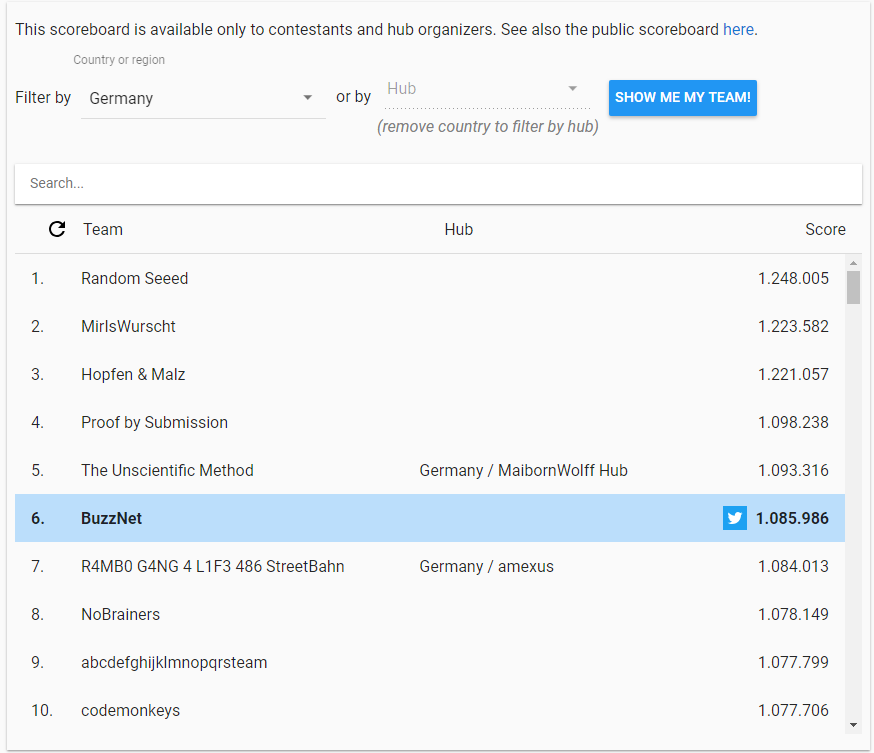 This scoreboard is available only to contestants and hub organizers. See also the public scoreboard here.
Country or region
Filter by Germany or by Hub SHOW ME MY TEAM!
(remove country to filter by hub)
Search...
Team Hub Score
1. Random Seeed 1.248.005
2. MirIsWurscht 1.223.582
3. Hopfen & Malz 1.221.057
4. Proof by Submission 1.098.238
5. The Unscientific Method Germany / MaibornWolff Hub 1.093.316
6. BuzzNet 1.085.986
7. R4MB0 G4NG 4 L1F3 486 StreetBahn Germany / amexus 1.084.013
8. NoBrainers 1.078.149
9. abcdefghijklmnopqrsteam 1.077.799
10. codemonkeys 1.077.706